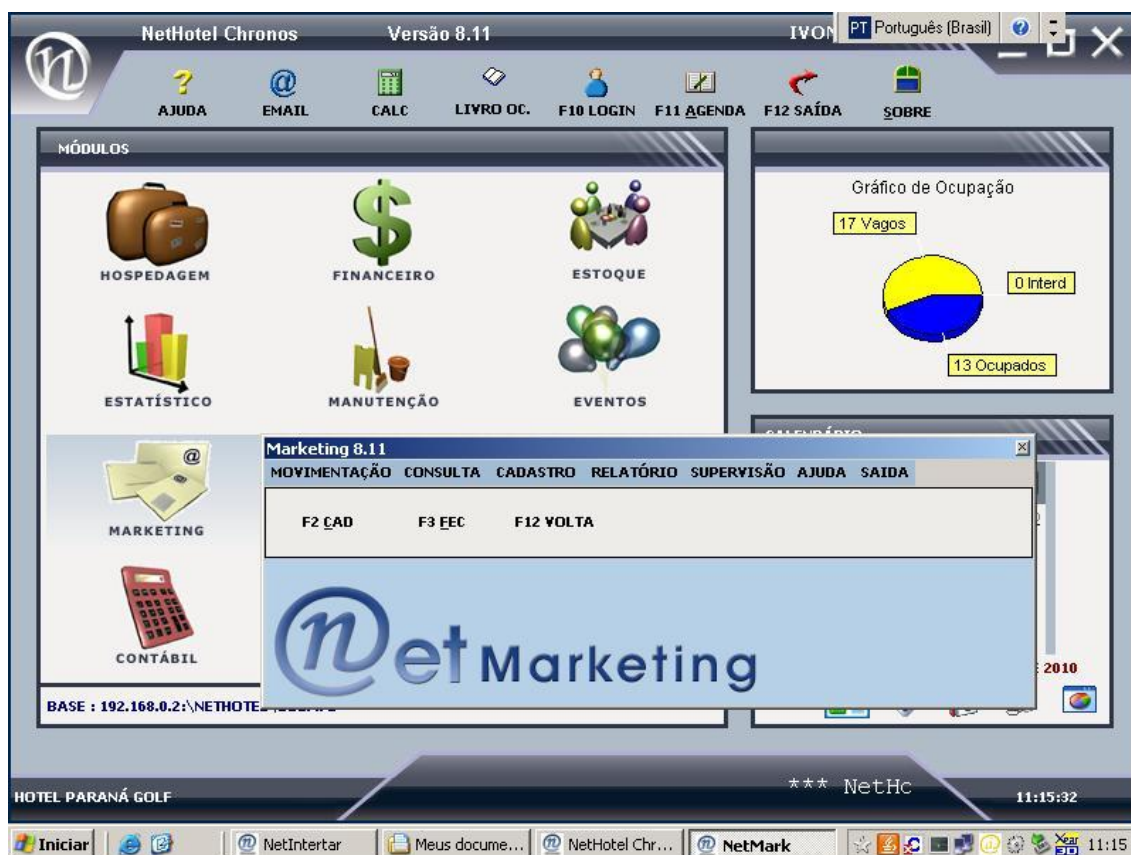 NetHotel Chronos Versão 8.11 IVON
PT Português (Brasil)
AJUDA EMAIL CALC LIVRO OC. F10 LOGIN F11 AGENDA F12 SAÍDA SOBRE
MÓDULOS
HOSPEDAGEM FINANCEIRO ESTOQUE
ESTATÍSTICO MANUTENÇÃO EVENTOS
MARKETING
CONTÁBIL
Gráfico de Ocupação
17 Vagos
0 Interd
13 Ocupados
Marketing 8.11
MOVIMENTAÇÃO CONSULTA CADASTRO RELATÓRIO SUPERVISÃO AJUDA SAIDA
F2 CAD F3 FEC F12 VOLTA
net Marketing
2010
BASE : 192.168.0.2:\
HOTEL PARANÁ GOLF
*** NetHc
11:15:32
Iniciar NetIntertar Meus docume... NetHotel Chr... NetMark 11:15